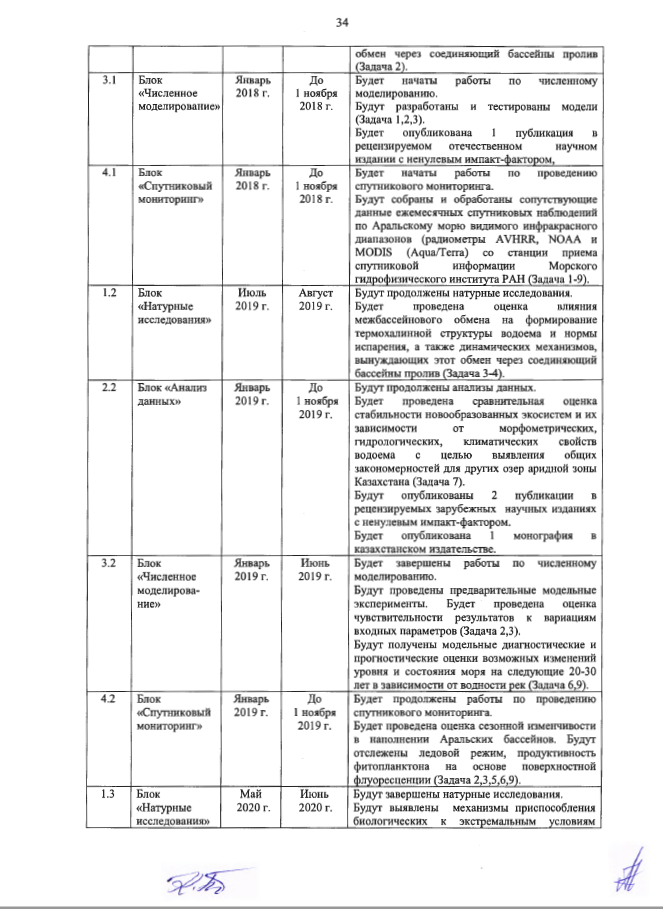 34
обмен через соединяющий бассейны пролив
(Задача 2).
3.1
Блок
«Численное
моделирование»
Январь
2018 г.
До
1 ноября
2018 г.
Будет начаты работы по численному
моделированию.
Будут разработаны и тестированы модели
(Задача 1,2,3).
Будет опубликована 1 публикация в
рецензируемом отечественном научном
издании с ненулевым импакт-фактором,
4.1
Блок
«Спутниковый
мониторинг»
Январь
2018 г.
До
1 ноября
2018 г.
Будет начаты работы по проведению
спутникового мониторинга.
Будут собраны и обработаны сопутствующие
данные ежемесячных спутниковых наблюдений
по Аральскому морю видимого инфракрасного
диапазонов (радиометры AVHRR, NOAA и
MODIS (Aqua/Terra) со станции приема
спутниковой информации Морского
гидрофизического института РАН (Задача 1-9).
1.2
Блок
«Натурные
исследования»
Июль
2019 г.
Август
2019 г.
Будут продолжены натурные исследования.
Будет проведена оценка влияния
межбассейнового обмена на формирование
термохалинной структуры водоема и нормы
испарения, а также динамических механизмов,
вынуждающих этот обмен через соединяющий
бассейны пролив (Задача 3-4).
2.2
Блок «Анализ
данных»
Январь
2019 г.
До
1 ноября
2019 г.
Будут продолжены анализы данных.
Будет проведена сравнительная оценка
стабильности новообразованных экосистем и их
зависимости от морфометрических,
гидрологических, климатических свойств
водоема с целью выявления общих
закономерностей для других озер аридной зоны
Казахстана (Задача 7).
Будут опубликованы 2 публикации в
рецензируемых зарубежных научных изданиях
с ненулевым импакт-фактором.
Будет опубликована 1 монография в
казахстанском издательстве.
3.2
Блок
«Численное
моделирова-
ние»
Январь
2019 г.
Июнь
2019 г.
Будет завершены работы по численному
моделированию.
Будут проведены предварительные модельные
эксперименты. Будет проведена оценка
чувствительности результатов к вариациям
входных параметров (Задача 2,3).
Будут получены модельные диагностические и
прогностические оценки возможных изменений
уровня и состояния моря на следующие 20-30
лет в зависимости от водности рек (Задача 6,9).
4.2
Блок
«Спутниковый
мониторинг»
Январь
2019 г.
До
1 ноября
2019 г.
Будет продолжены работы по проведению
спутникового мониторинга.
Будет проведена оценка сезонной изменчивости
в наполнении Аральских бассейнов. Будут
отслежены ледовой режим, продуктивность
фитопланктона на основе поверхностной
флуоресценции (Задача 2,3,5,6,9).
1.3
Блок
«Натурные
исследования»
Май
2020 г.
Июнь
2020 г.
Будут завершены натурные исследования.
Будут выявлены механизмы приспособления
биологических к экстремальным условиям